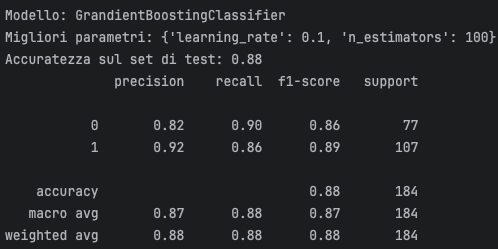 Modello: GrandientBoostingClassifier
Migliori parametri: {'learning_rate': 0.1, 'n_estimators': 100}
Accuratezza sul set di test: 0.88
precision recall f1-score support
0 0.82 0.90 0.86 77
1 0.92 0.86 0.89 107
accuracy 0.88 184
macro avg 0.87 0.88 0.87 184
weighted avg 0.88 0.88 0.88 184